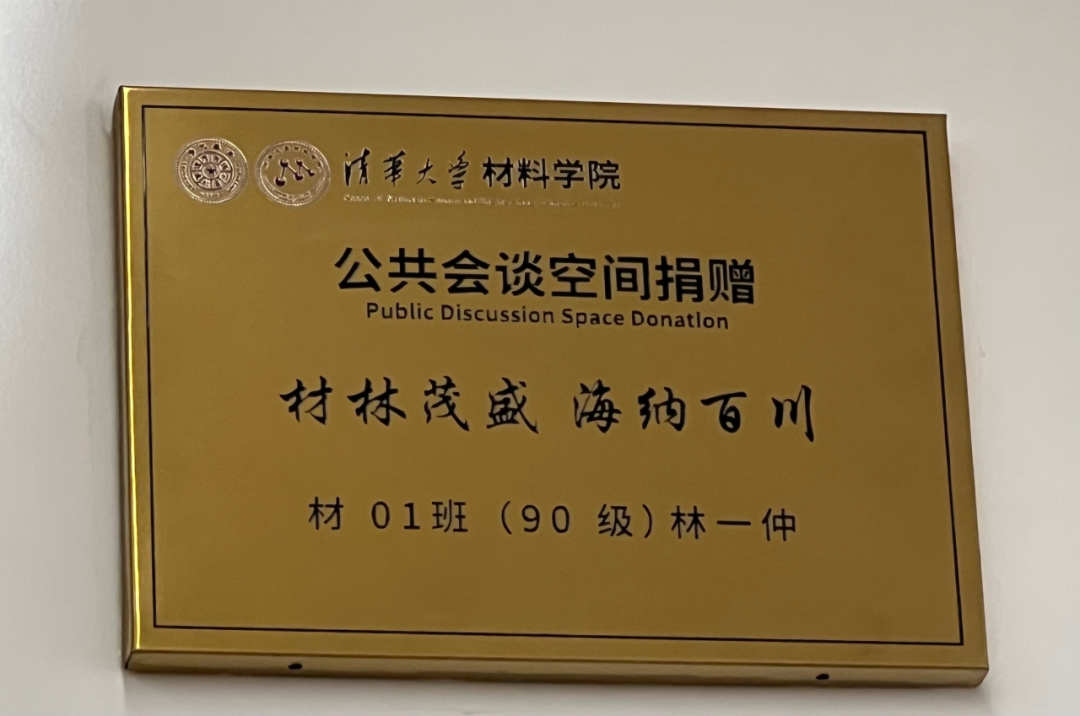 清华大学材料学院
公共会谈空间捐赠
Public Discussion Space Donation
材林茂盛 海纳百川
材 01班（90 级）林一仲